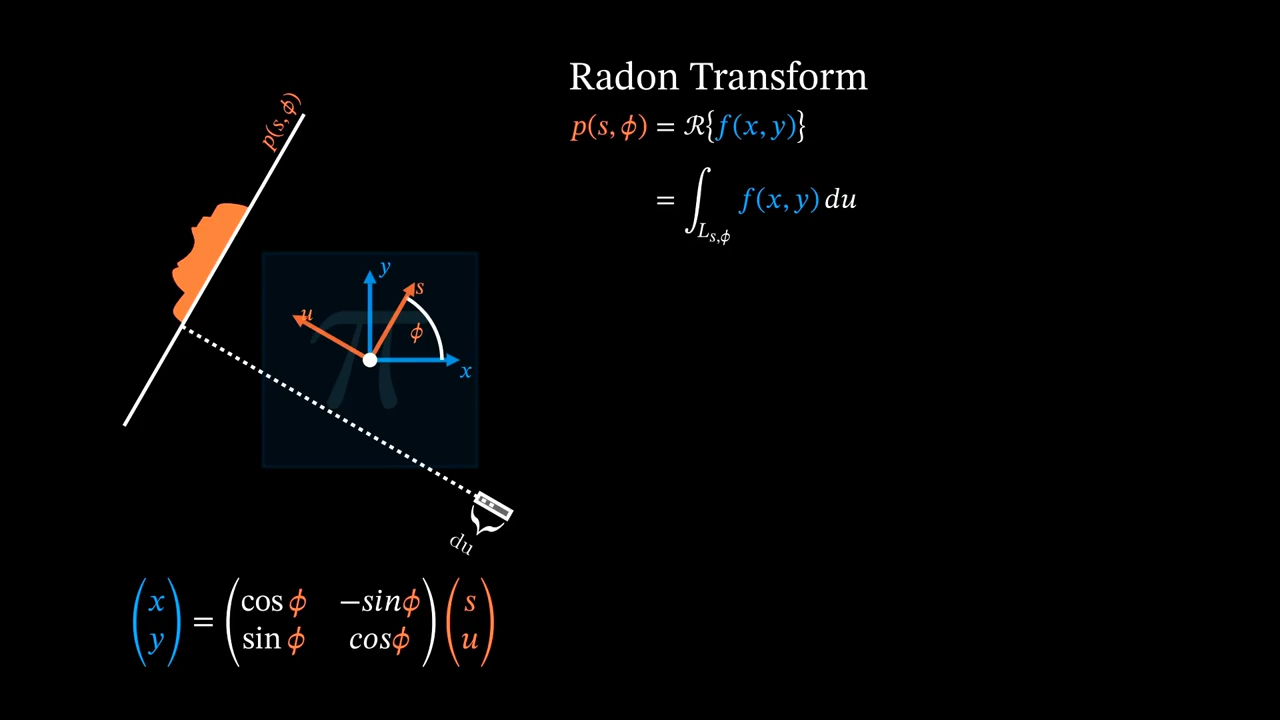 Radon Transform
p(s, ϕ) = ℛ{f(x, y)}
= ∫_{L_{s,ϕ}} f(x, y) du
p(s, ϕ)
y
s
u
ϕ
x
π
du
(x y) = (cos ϕ −sinϕ
sin ϕ cosϕ) (s u)